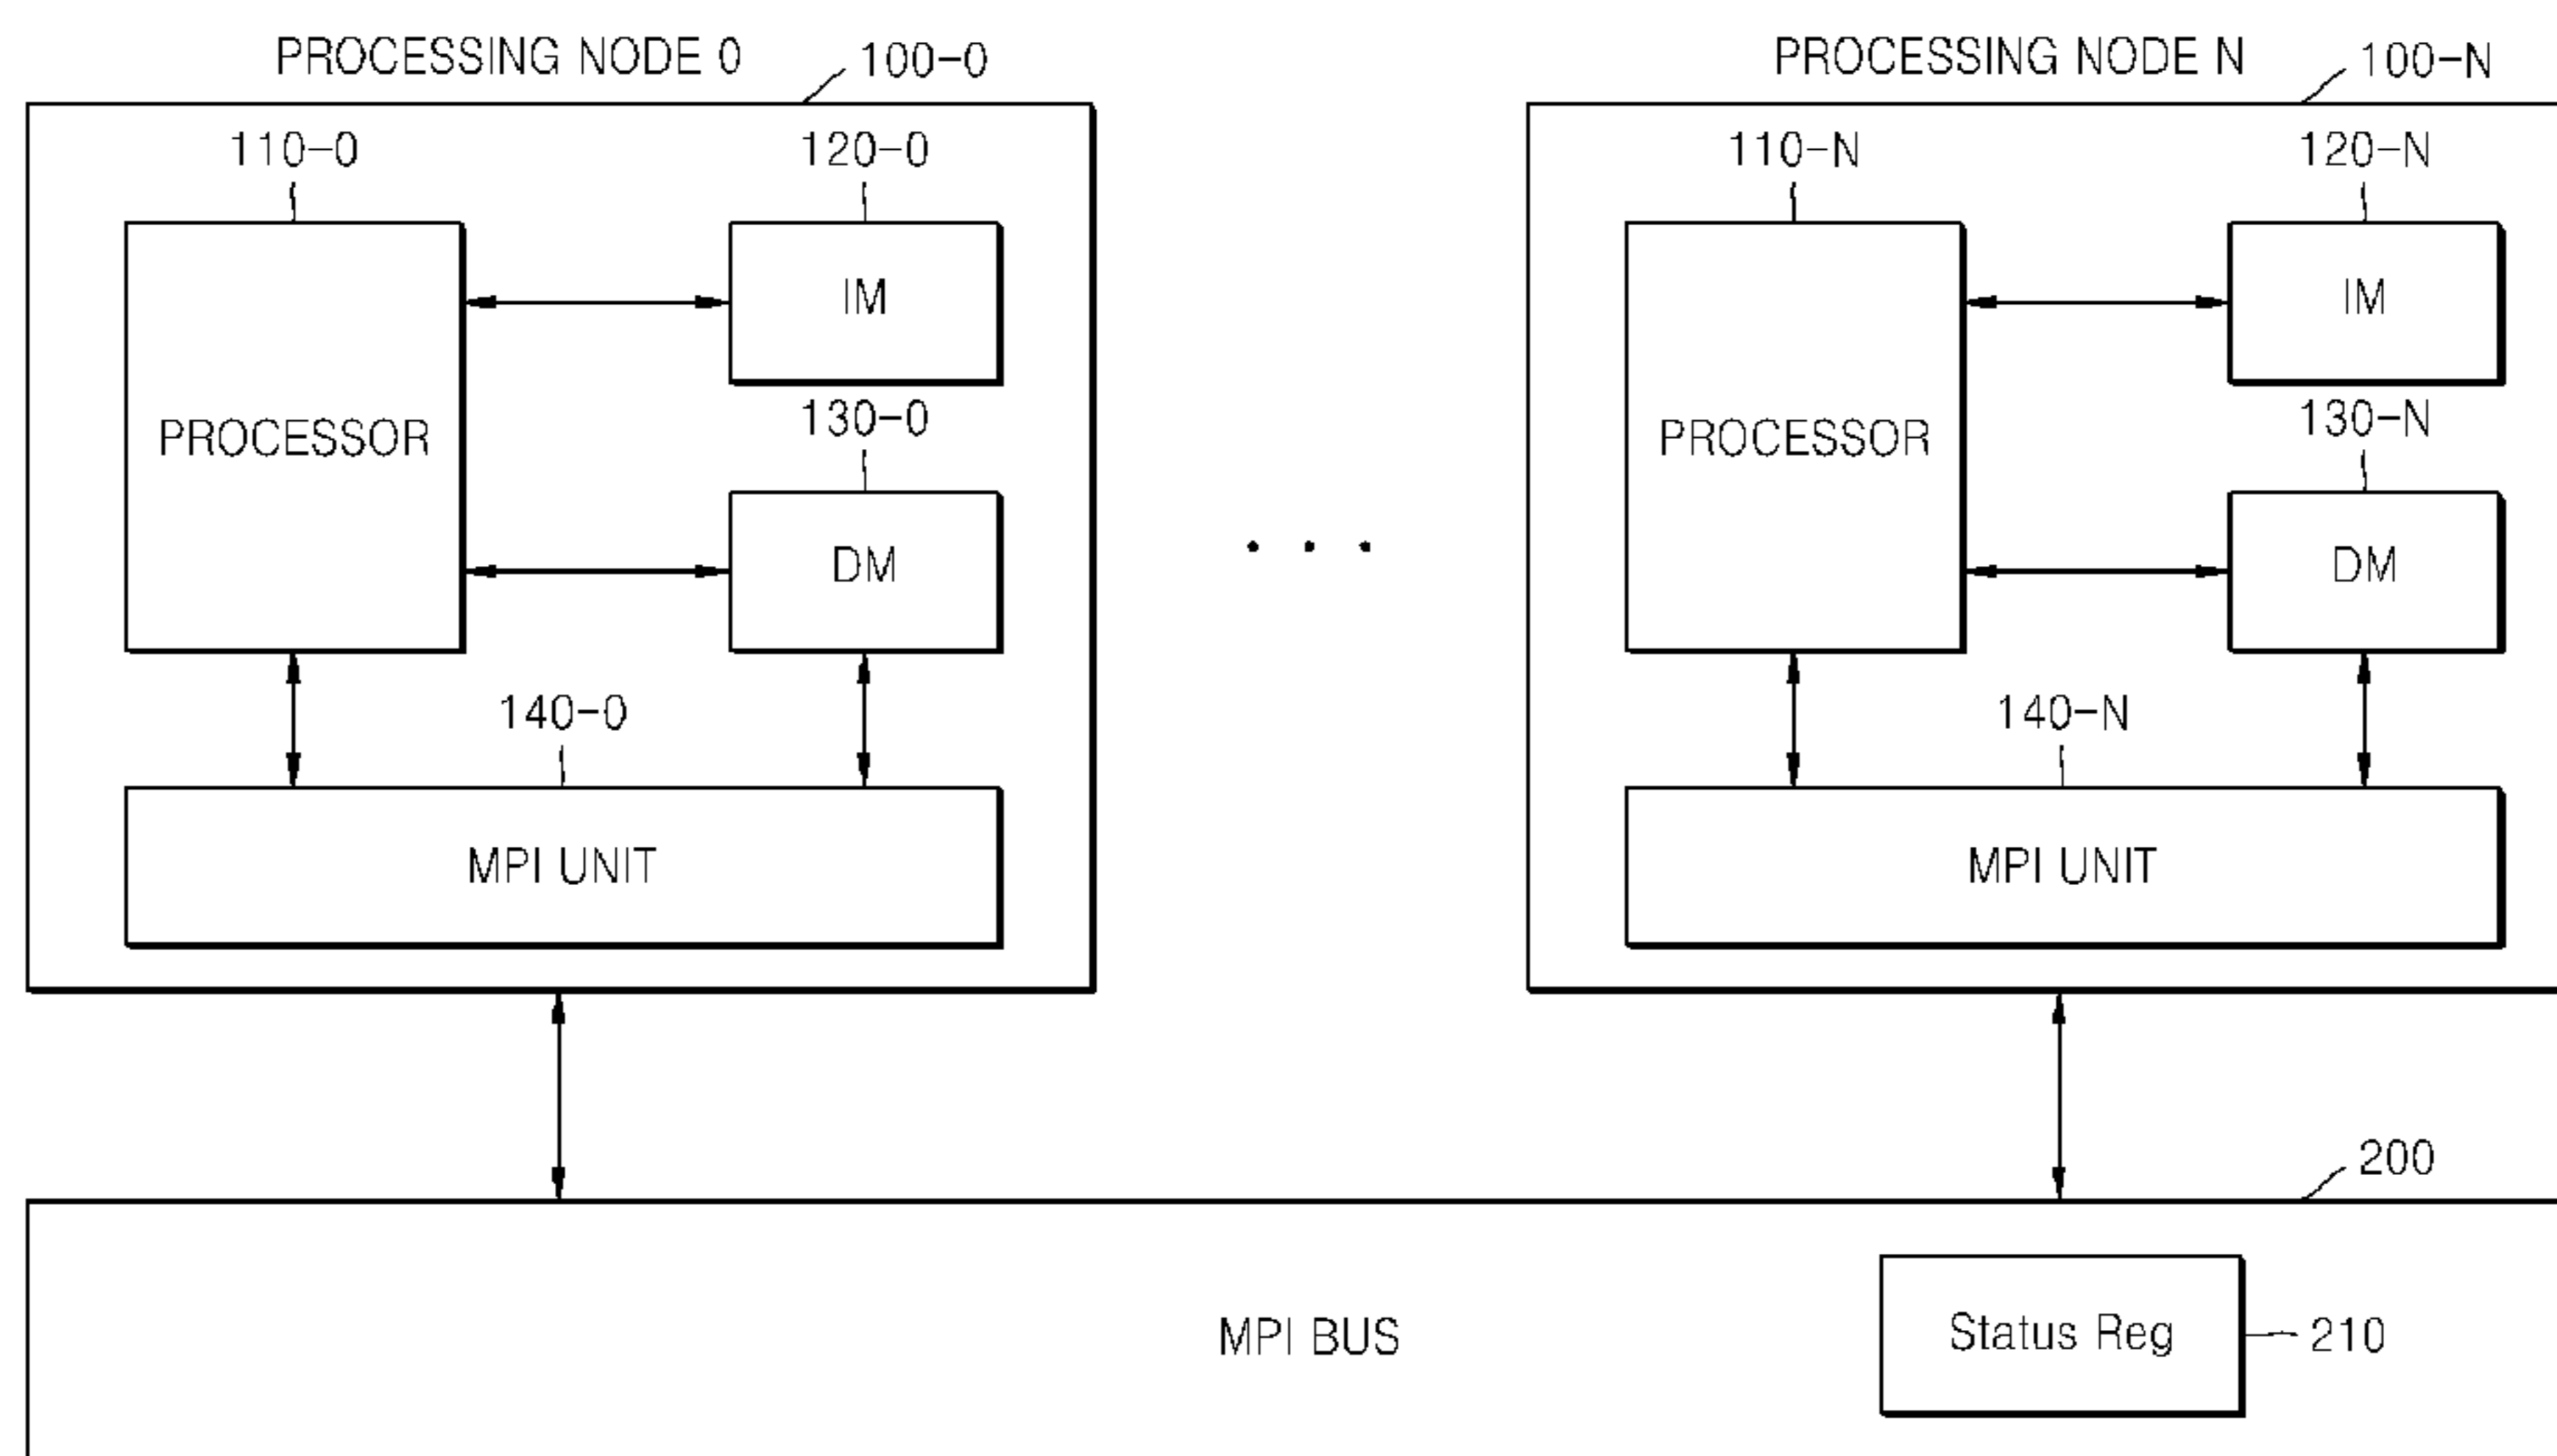 PROCESSING NODE 0
100-0
PROCESSING NODE N
100-N
110-0
120-0
110-N
120-N
IM
IM
130-0
130-N
PROCESSOR
PROCESSOR
DM
DM
140-0
140-N
MPI UNIT
MPI UNIT
200
MPI BUS
Status Reg
210